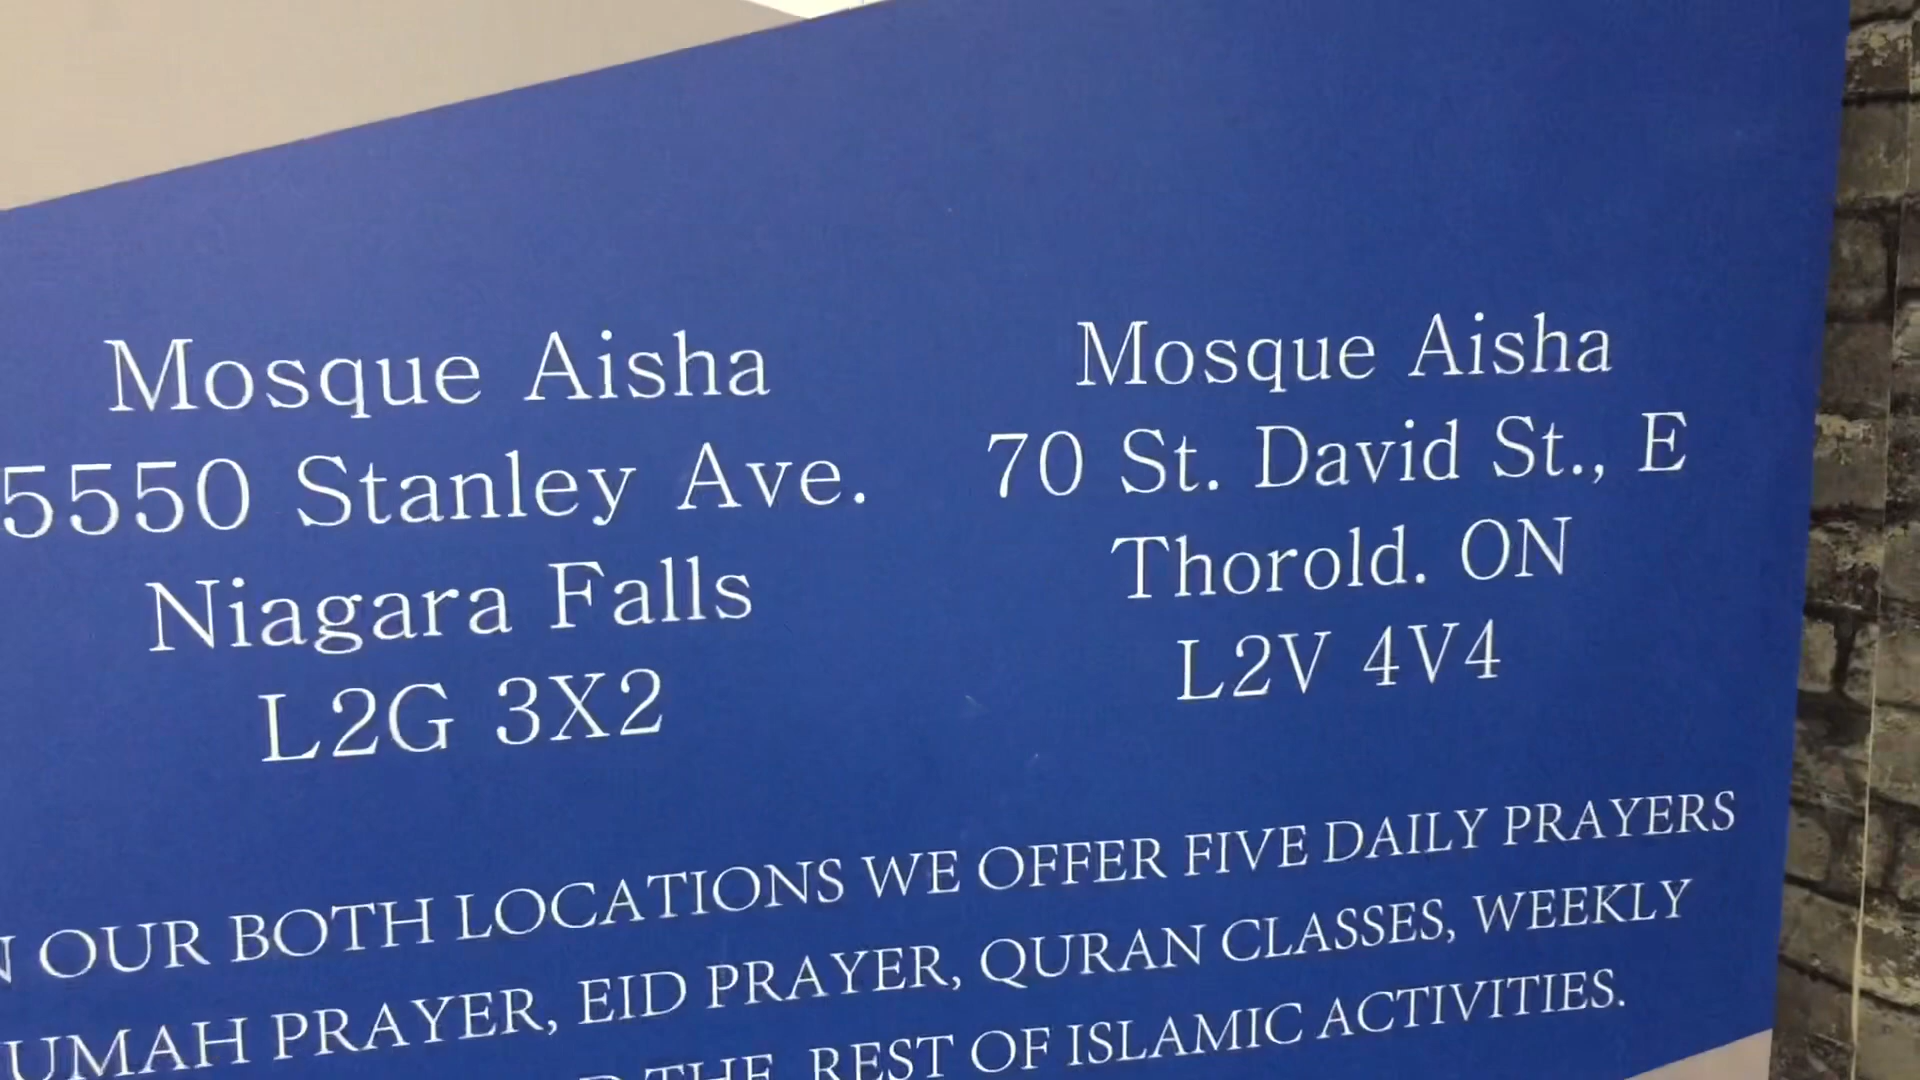 Mosque Aisha
5550 Stanley Ave.
Niagara Falls
L2G 3X2
Mosque Aisha
70 St. David St., E
Thorold. ON
L2V 4V4
OUR BOTH LOCATIONS WE OFFER FIVE DAILY PRAYERS
UMAH PRAYER, EID PRAYER, QURAN CLASSES, WEEKLY
THE REST OF ISLAMIC ACTIVITIES.